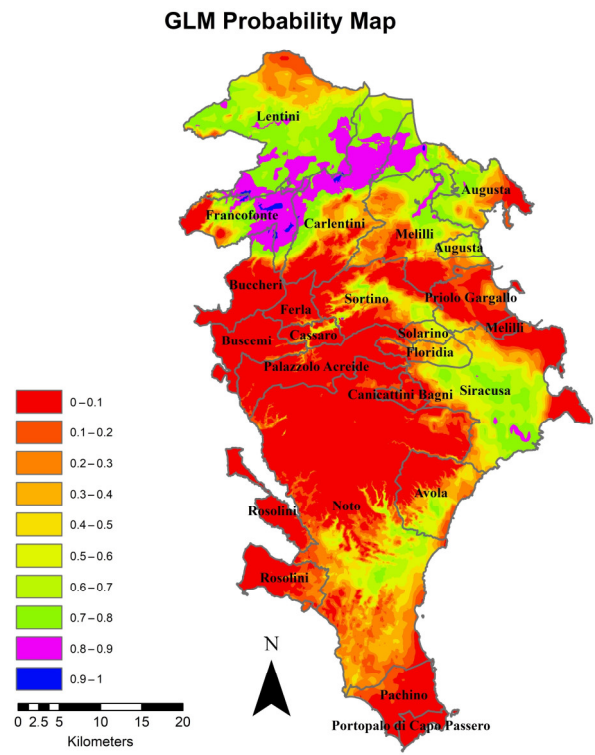 GLM Probability Map
Lentini
Augusta
Francofonte
Carlentini
Melilli
Augusta
Buccheri
Sortino
Priolo Gargallo
Ferla
Melilli
Solarino
Cassaro
Buscemi
Floridia
Palazzolo Acreide
Canicattini Bagni
Siracusa
Avola
Noto
Rosolini
Rosolini
Pachino
Portopalo di Capo Passero
0–0.1
0.1–0.2
0.2–0.3
0.3–0.4
0.4–0.5
0.5–0.6
0.6–0.7
0.7–0.8
0.8–0.9
0.9–1
N
0 2.5 5 10 15 20
Kilometers